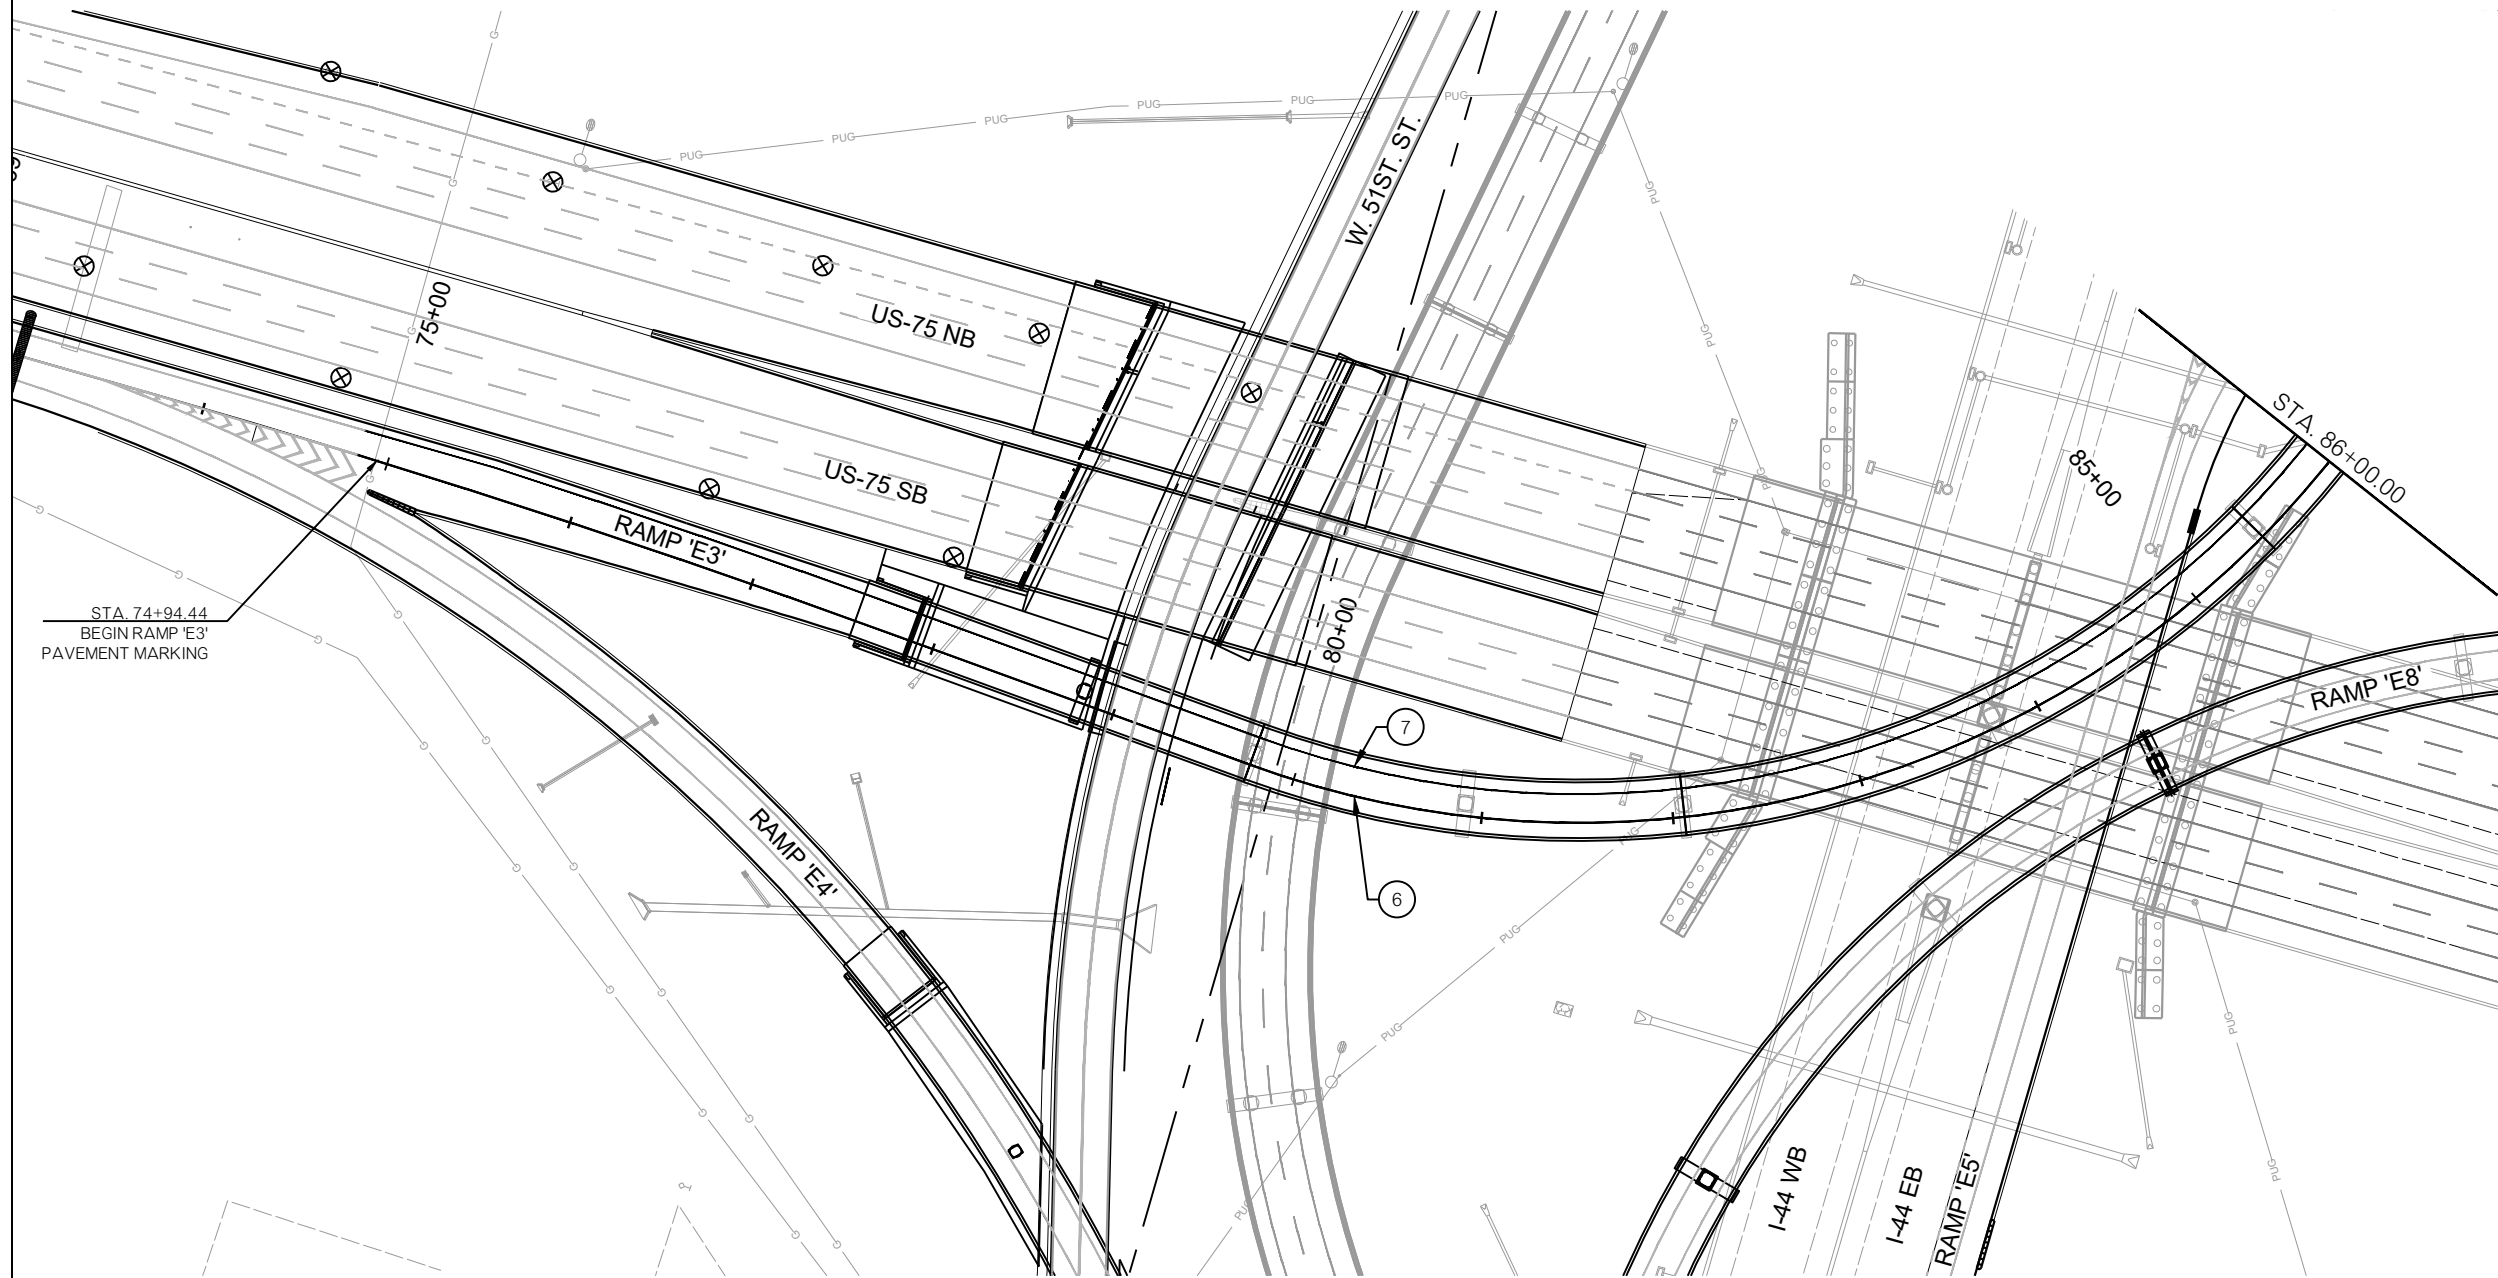 PUG
PUG
PUG
PUG
PUG
PUG
G
G
G
W. 51ST. ST.
PUG
PUG
75+00
US-75 NB
US-75 SB
RAMP 'E3'
STA. 74+94.44
BEGIN RAMP 'E3'
PAVEMENT MARKING
80+00
85+00
STA. 86+00.00
RAMP 'E8'
7
6
RAMP 'E4'
PUG
PUG
PUG
PUG
PUG
I-44 WB
I-44 EB
RAMP 'E5'